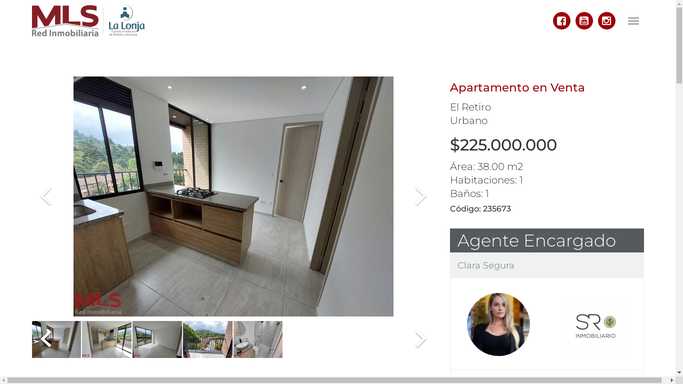 MLS
Red Inmobiliaria
La Lonja
Apartamento en Venta
El Retiro
Urbano
$225.000.000
Área: 38.00 m2
Habitaciones: 1
Baños: 1
Código: 235673
MLS
Red Inmobiliaria
Agente Encargado
Clara Segura
SR
INMOBILIARIO
MLS